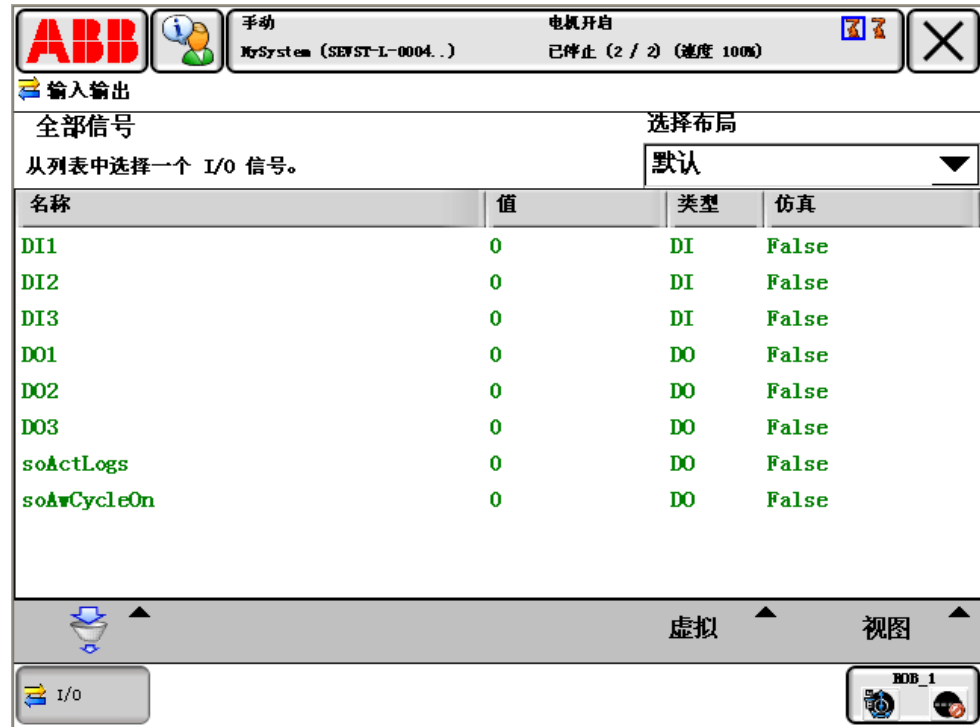 ABB
手动
电机开启
MySystem (SEVST-L-0004..)
已停止 (2 / 2) (速度 100%)
输入输出
全部信号
选择布局
从列表中选择一个 I/O 信号。
默认
名称 值 类型 仿真
DI1 0 DI False
DI2 0 DI False
DI3 0 DI False
DO1 0 DO False
DO2 0 DO False
DO3 0 DO False
soActLogs 0 DO False
soAwCycleOn 0 DO False
虚拟 视图
I/O
ROB_1